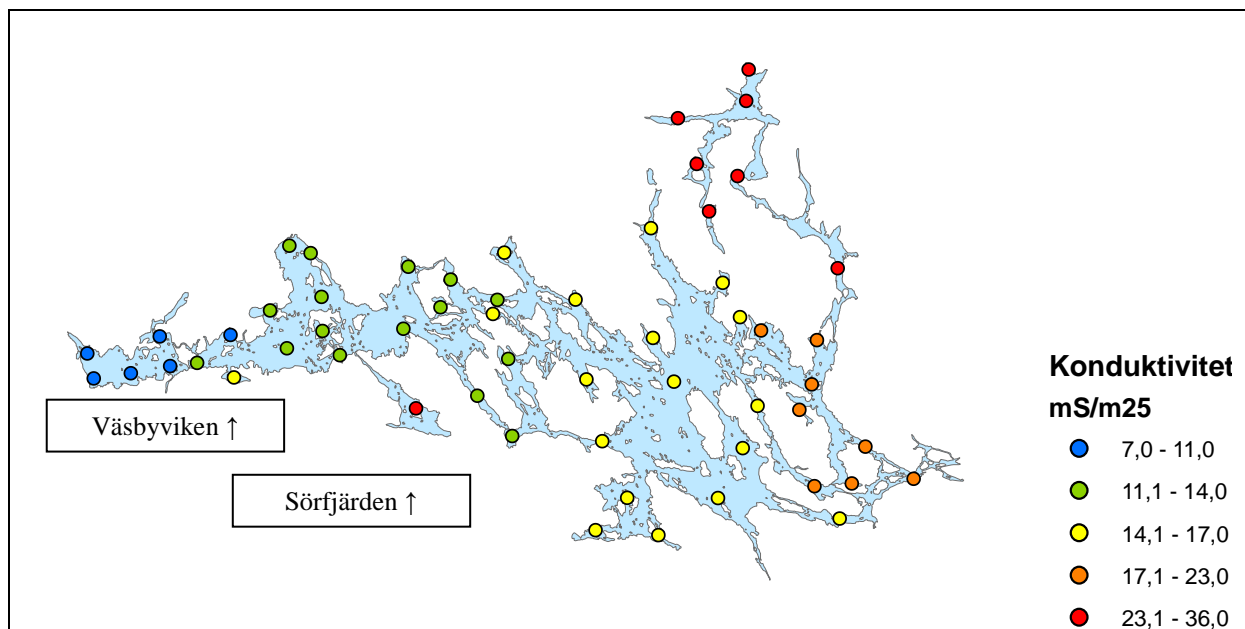 Väsbyviken ↑
Sörfjärden ↑
Konduktivitet
mS/m25
7,0 - 11,0
11,1 - 14,0
14,1 - 17,0
17,1 - 23,0
23,1 - 36,0